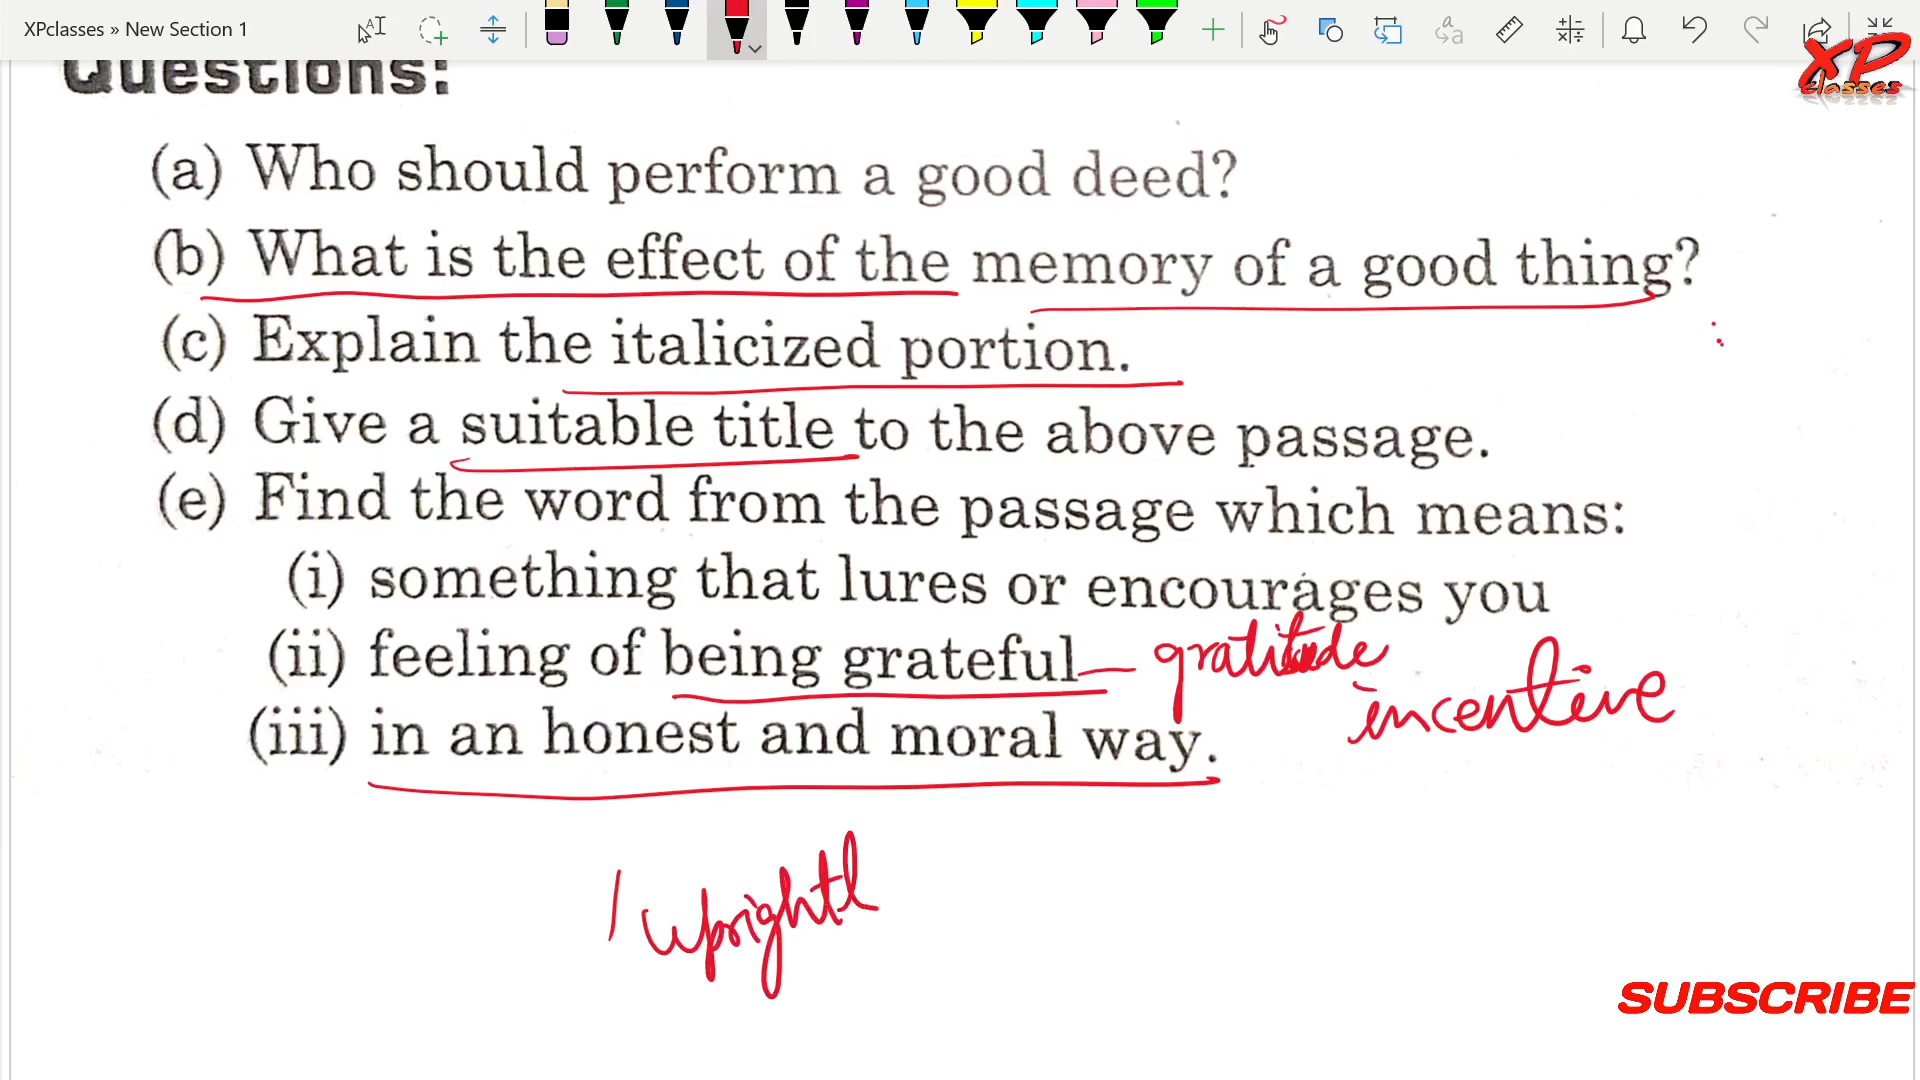 XPclasses » New Section 1
XP
classes
Questions:
(a) Who should perform a good deed?
(b) What is the effect of the memory of a good thing?
(c) Explain the italicized portion.
(d) Give a suitable title to the above passage.
(e) Find the word from the passage which means:
(i) something that lures or encourages you
(ii) feeling of being grateful — gratitude
incentive
(iii) in an honest and moral way.
uprightl
SUBSCRIBE